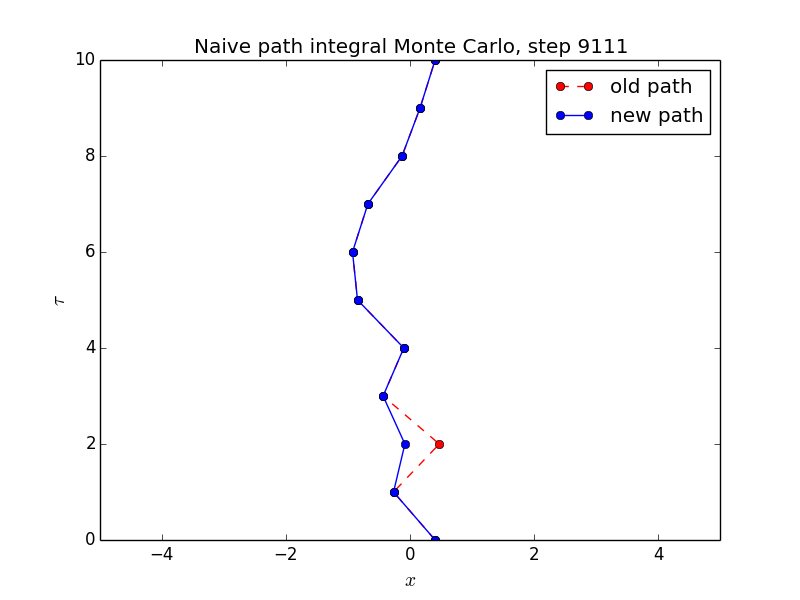 Naive path integral Monte Carlo, step 9111
10
8
6
4
2
0
τ
old path
new path
−4 −2 0 2 4
x